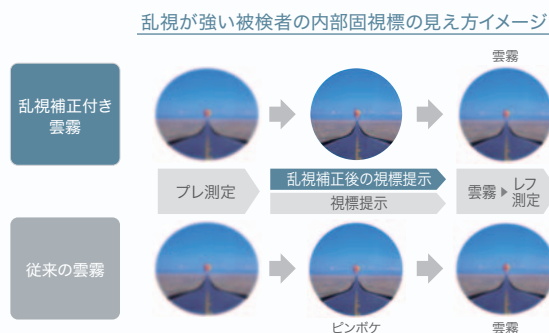 乱視が強い被検者の内部固視標の見え方イメージ
雲霧
乱視補正付き
雲霧
プレ測定
乱視補正後の視標提示
視標提示
雲霧▶レフ
測定
従来の雲霧
ピンボケ
雲霧